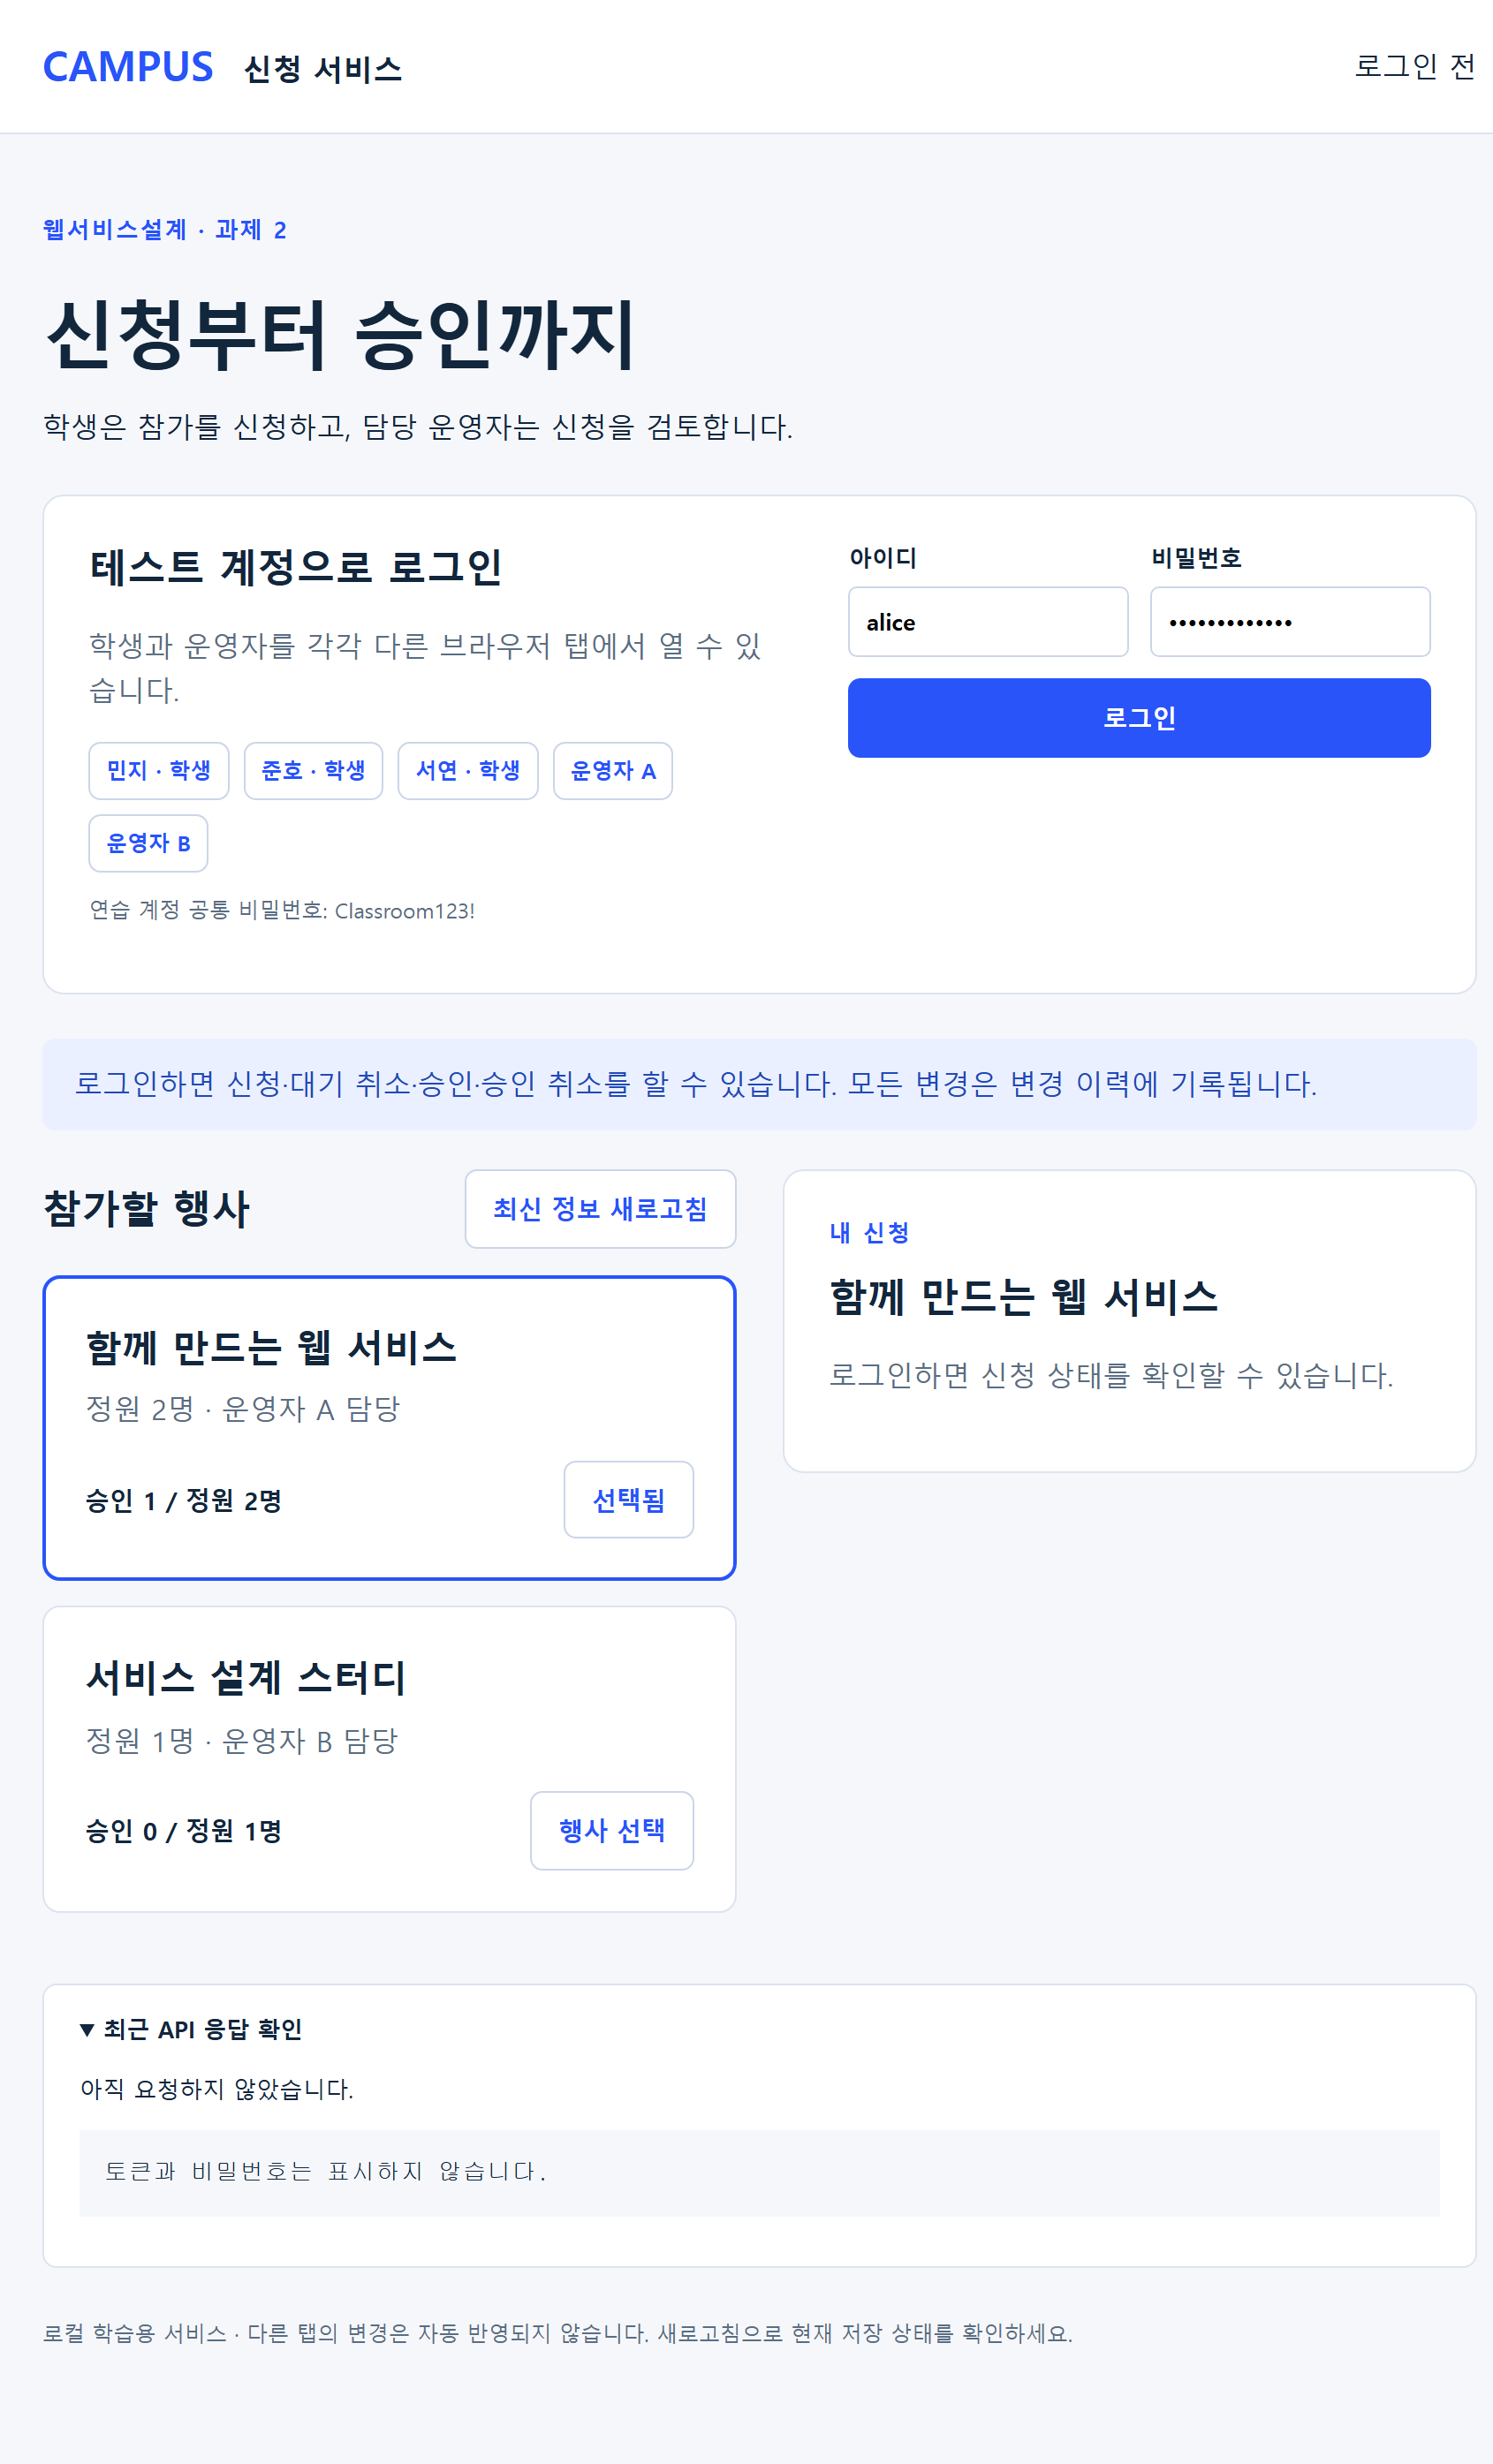 CAMPUS 신청 서비스
로그인 전
웹서비스설계 · 과제 2
신청부터 승인까지
학생은 참가를 신청하고, 담당 운영자는 신청을 검토합니다.
테스트 계정으로 로그인
학생과 운영자를 각각 다른 브라우저 탭에서 열 수 있
습니다.
민지 · 학생
준호 · 학생
서연 · 학생
운영자 A
운영자 B
연습 계정 공통 비밀번호: Classroom123!
아이디
비밀번호
alice
•••••••••••••
로그인
로그인하면 신청·대기 취소·승인·승인 취소를 할 수 있습니다. 모든 변경은 변경 이력에 기록됩니다.
참가할 행사
최신 정보 새로고침
함께 만드는 웹 서비스
정원 2명 · 운영자 A 담당
승인 1 / 정원 2명
선택됨
서비스 설계 스터디
정원 1명 · 운영자 B 담당
승인 0 / 정원 1명
행사 선택
내 신청
함께 만드는 웹 서비스
로그인하면 신청 상태를 확인할 수 있습니다.
▼ 최근 API 응답 확인
아직 요청하지 않았습니다.
토큰과 비밀번호는 표시하지 않습니다.
로컬 학습용 서비스 · 다른 탭의 변경은 자동 반영되지 않습니다. 새로고침으로 현재 저장 상태를 확인하세요.